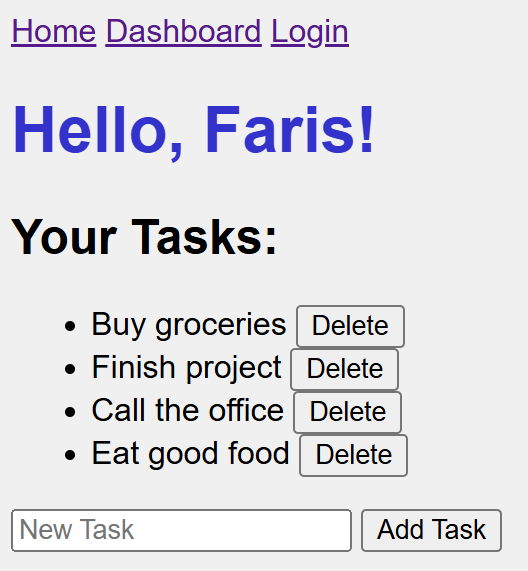 Home Dashboard Login
Hello, Faris!
Your Tasks:
Buy groceries Delete
Finish project Delete
Call the office Delete
Eat good food Delete
New Task Add Task